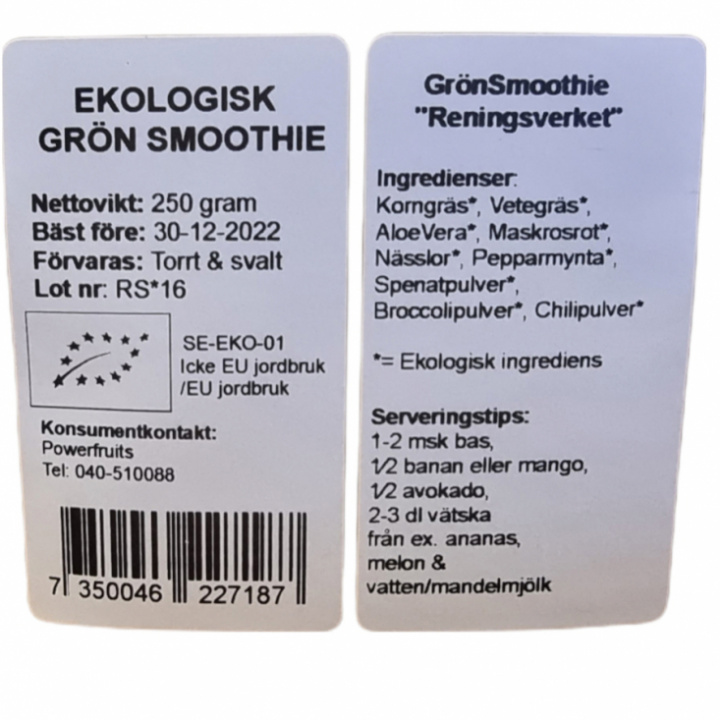 EKOLOGISK
GRÖN SMOOTHIE
Nettovikt: 250 gram
Bäst före: 30-12-2022
Förvaras: Torrt & svalt
Lot nr: RS*16
SE-EKO-01
Icke EU jordbruk
/EU jordbruk
Konsumentkontakt:
Powerfruits
Tel: 040-510088
7 350046 227187
GrönSmoothie
"Reningsverket"
Ingredienser:
Korngräs*, Vetegräs*,
AloeVera*, Maskrosrot*,
Nässlor*, Pepparmynta*,
Spenatpulver*,
Broccolipulver*, Chilipulver*
*= Ekologisk ingrediens
Serveringstips:
1-2 msk bas,
1/2 banan eller mango,
1/2 avokado,
2-3 dl vätska
från ex. ananas,
melon &
vatten/mandelmjölk